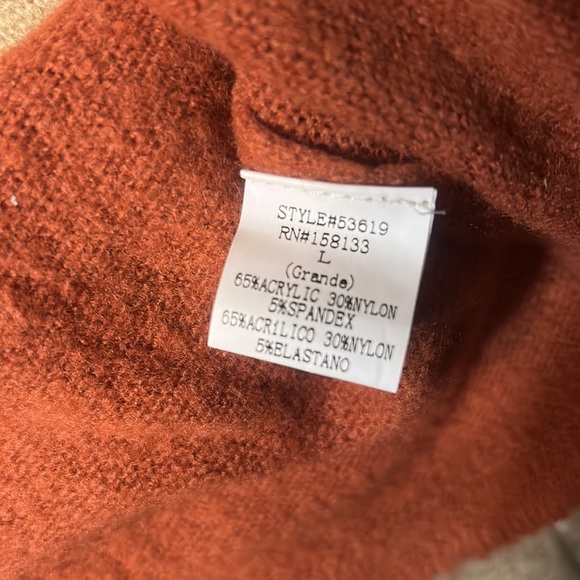 STYLE#53619
RN#158133
L
(Grande)
65%ACRYLIC 30%NYLON
5%SPANDEX
65%ACRiLICO 30%NYLON
5%ELASTANO